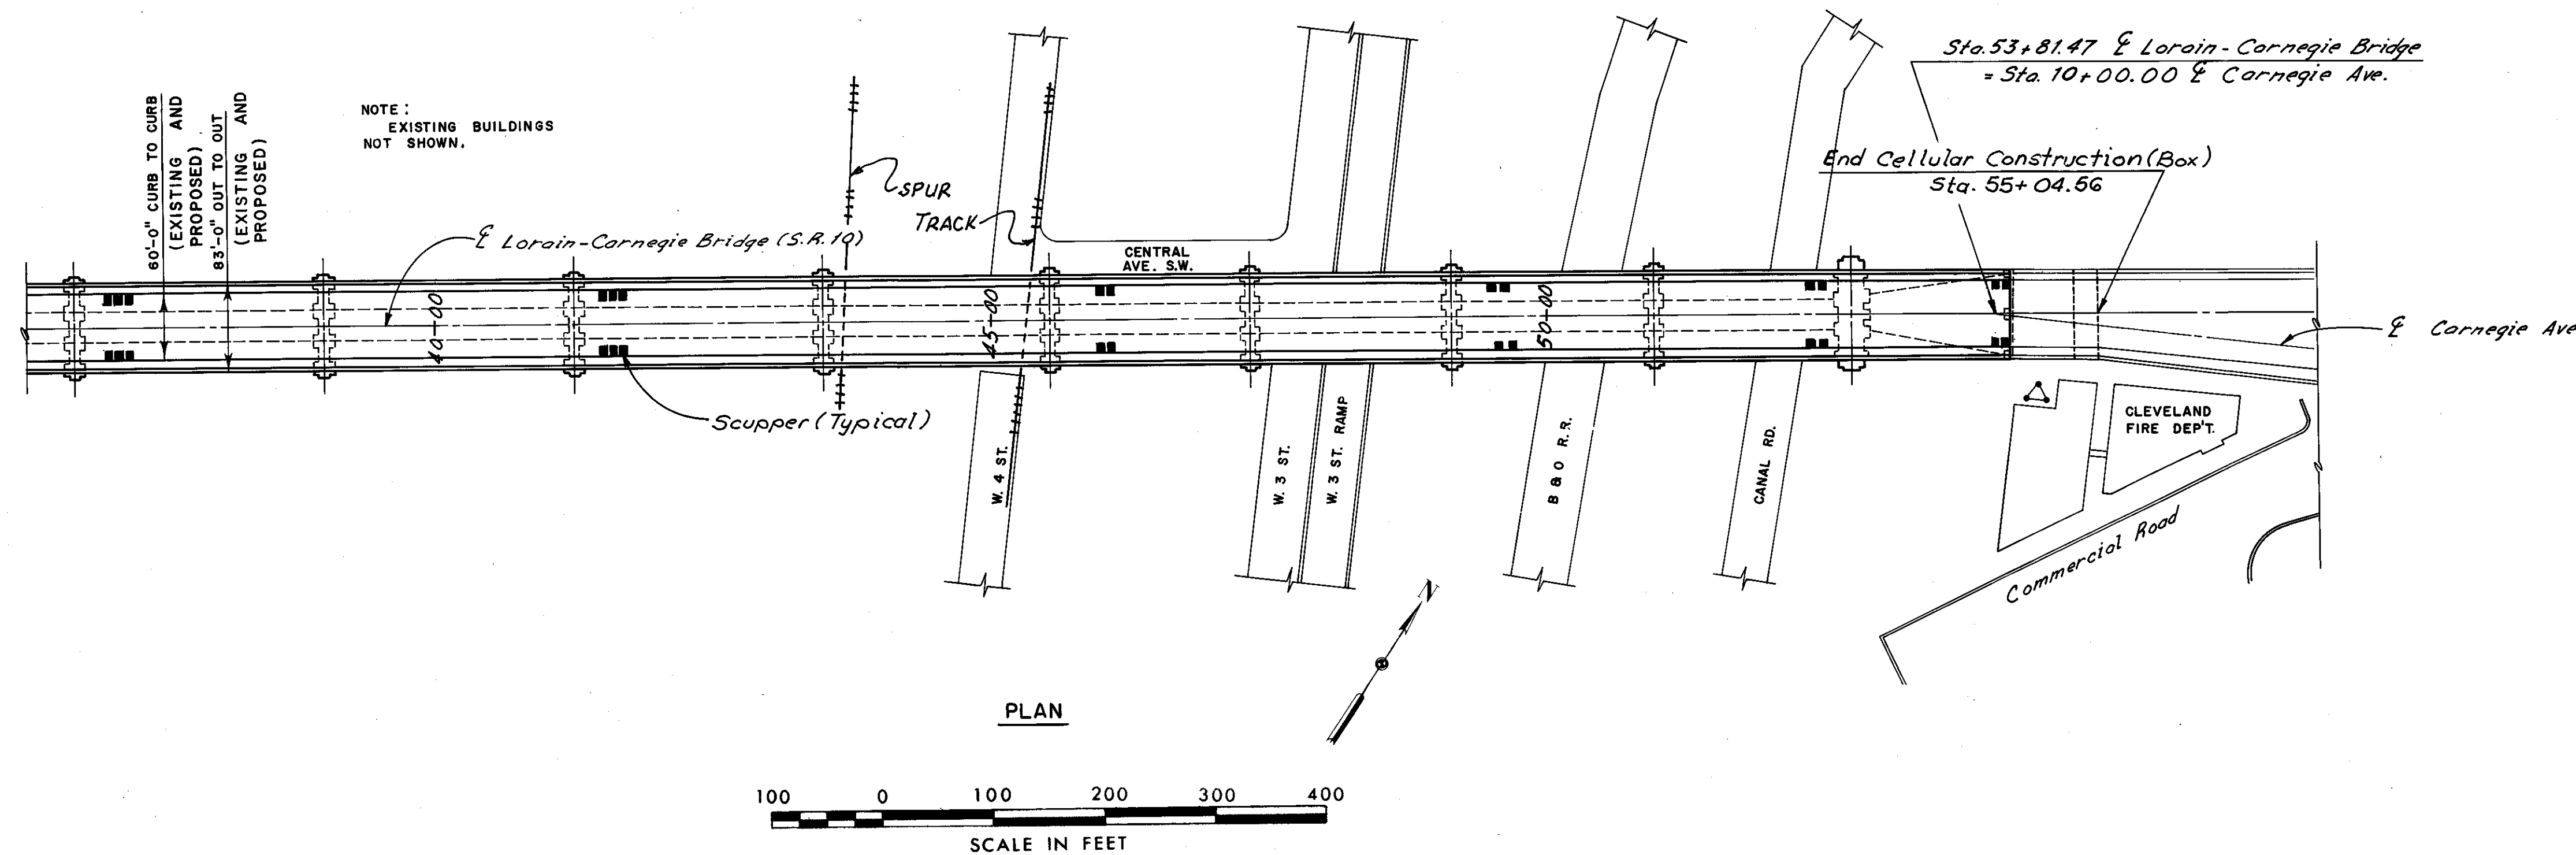 Sta. 53+81.47 ℄ Lorain-Carnegie Bridge
= Sta. 10+00.00 ℄ Carnegie Ave.
60'-0" CURB TO CURB
(EXISTING AND
PROPOSED)
83'-0" OUT TO OUT
(EXISTING AND
PROPOSED)
NOTE:
EXISTING BUILDINGS
NOT SHOWN.
End Cellular Construction (Box)
Sta. 55+04.56
SPUR
TRACK
℄ Lorain-Carnegie Bridge (S.R. 10)
CENTRAL
AVE. S.W.
40-00
45-00
50-00
℄ Carnegie Ave
Scupper (Typical)
W. 4 ST.
W. 3 ST.
W. 3 ST. RAMP
B & O R.R.
CANAL RD.
CLEVELAND
FIRE DEP'T.
Commercial Road
N
PLAN
100 0 100 200 300 400
SCALE IN FEET